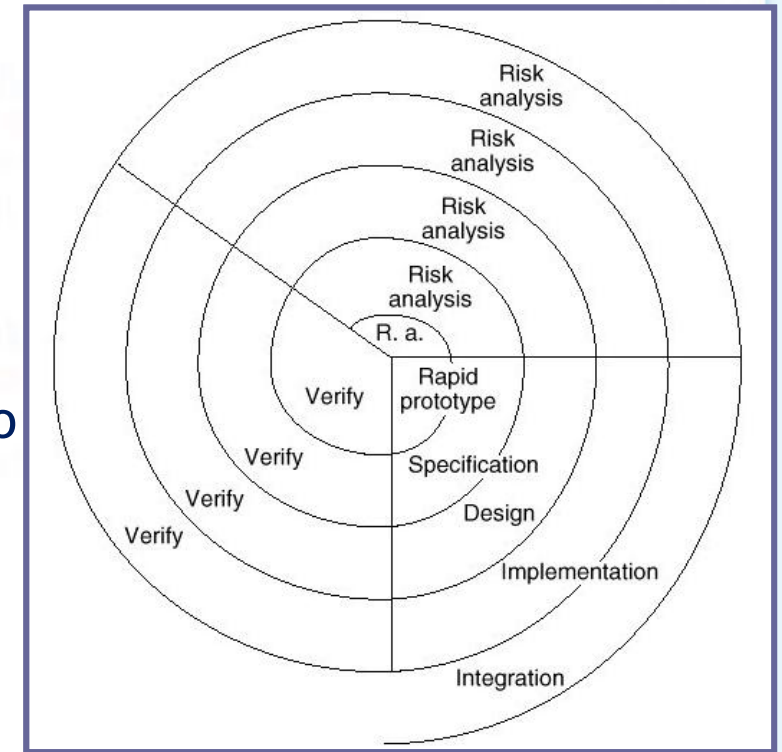 Risk
analysis
Risk
analysis
Risk
analysis
Risk
analysis
R. a.
Rapid
prototype
Verify
Specification
Verify
Design
Verify
Implementation
Verify
Integration